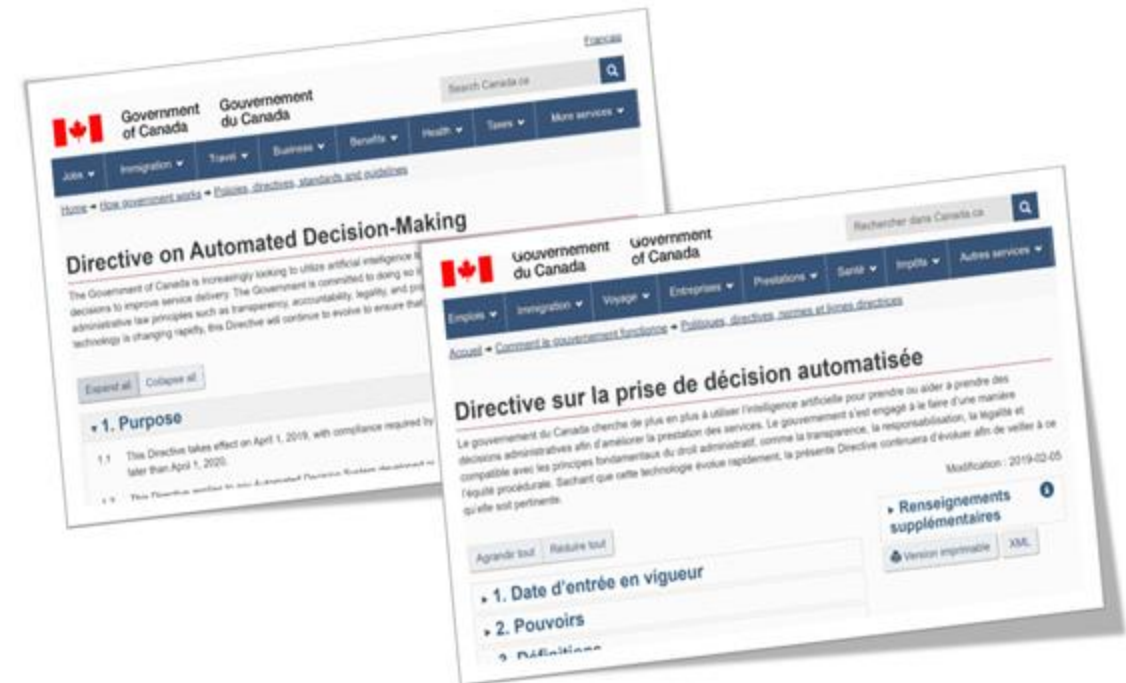 Français
Government of Canada
Gouvernement du Canada
Search Canada.ca
Jobs Immigration Travel Business Benefits Health Taxes More services
Home → How government works → Policies, directives, standards and guidelines
Directive on Automated Decision-Making
The Government of Canada is increasingly looking to utilize artificial intelligence
decisions to improve service delivery. The Government is committed to doing so
administrative law principles such as transparency, accountability, legality, and
technology is changing rapidly, this Directive will continue to evolve to ensure that
Expand all Collapse all
1. Purpose
1.1 This Directive takes effect on April 1, 2019, with compliance required by
later than April 1, 2020.
This Directive applies to any Automated Decision System developed or
Gouvernement du Canada
Government of Canada
Rechercher dans Canada.ca
Emplois Immigration Voyage Entreprises Prestations Santé Impôts Autres services
Accueil → Comment le gouvernement fonctionne → Politiques, directives, normes et lignes directrices
Directive sur la prise de décision automatisée
Le gouvernement du Canada cherche de plus en plus à utiliser l'intelligence artificielle pour prendre ou aider à prendre des
décisions administratives afin d'améliorer la prestation des services. Le gouvernement s'est engagé à le faire d'une manière
compatible avec les principes fondamentaux du droit administratif, comme la transparence, la responsabilisation, la légalité et
l'équité procédurale. Sachant que cette technologie évolue rapidement, la présente Directive continuera d'évoluer afin de veiller à ce
qu'elle soit pertinente.
Modification : 2019-02-05
Renseignements
supplémentaires
Version imprimable XML
Agrandir tout Réduire tout
1. Date d'entrée en vigueur
2. Pouvoirs
3. Définitions